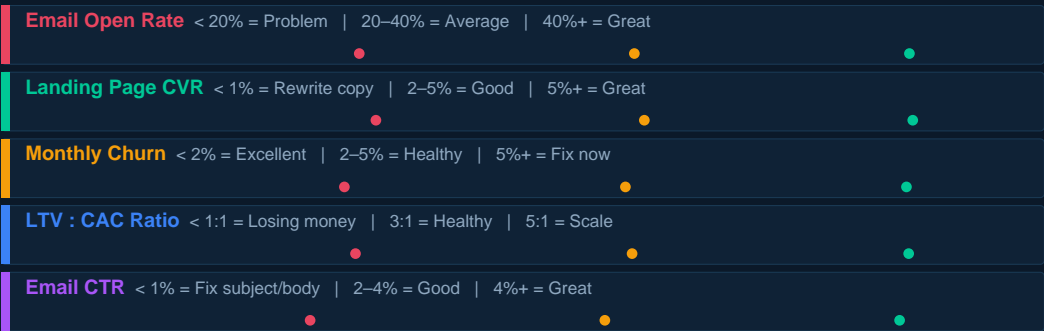 Email Open Rate < 20% = Problem | 20–40% = Average | 40%+ = Great
Landing Page CVR < 1% = Rewrite copy | 2–5% = Good | 5%+ = Great
Monthly Churn < 2% = Excellent | 2–5% = Healthy | 5%+ = Fix now
LTV : CAC Ratio < 1:1 = Losing money | 3:1 = Healthy | 5:1 = Scale
Email CTR < 1% = Fix subject/body | 2–4% = Good | 4%+ = Great